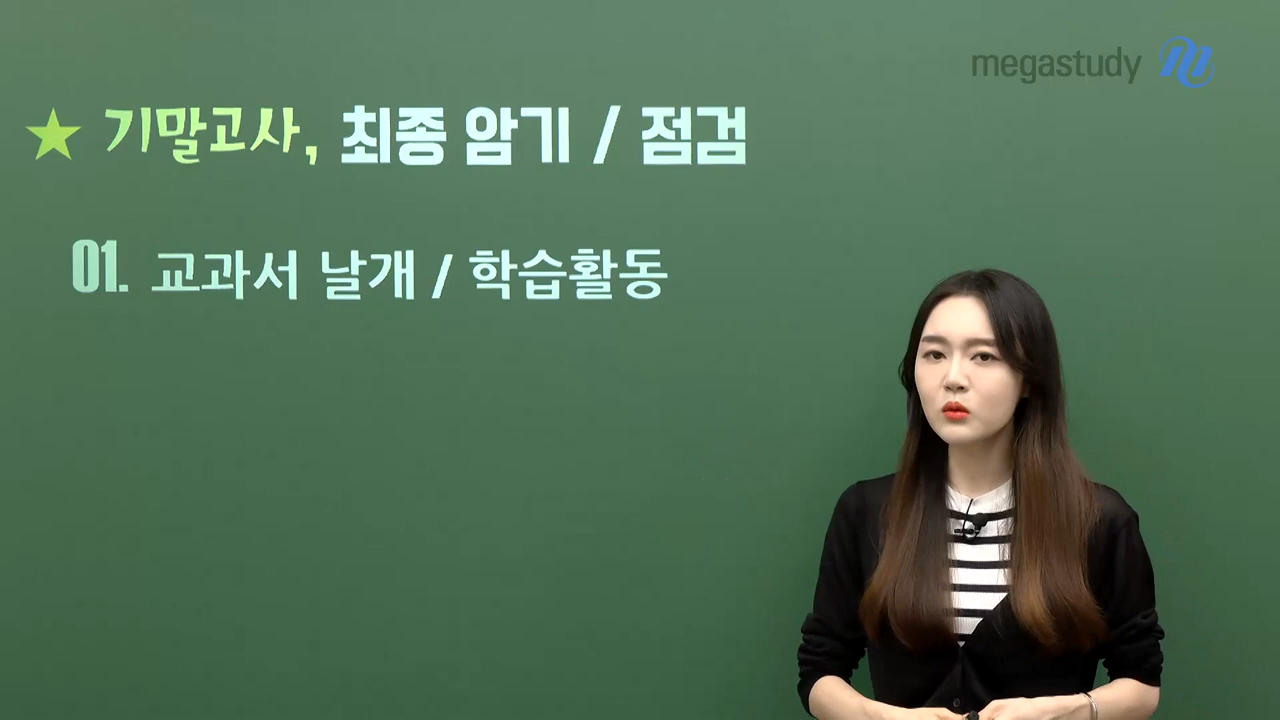 megastudy
★ 기말고사, 최종 암기 / 점검
01. 교과서 날개 / 학습활동